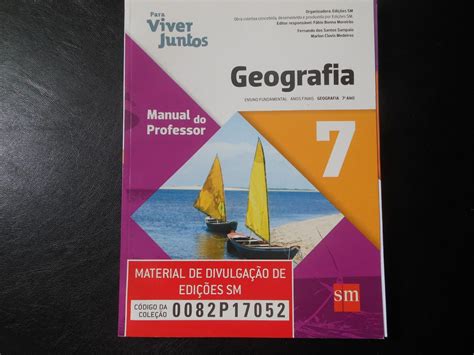 Para
Viver
Juntos
Organizadora Edições SM
Obra coletiva concebida, desenvolvida e produzida por Edições SM.
Editor responsável: Fábio Bonna Moreirão
Fernando dos Santos Sampaio
Marlon Clovis Medeiros
Geografia
ENSINO FUNDAMENTAL ANOS FINAIS GEOGRAFIA 7º ANO
Manual do
Professor
7
MATERIAL DE DIVULGAÇÃO DE
EDIÇÕES SM
CÓDIGO DA
COLEÇÃO
0082P17052
sm